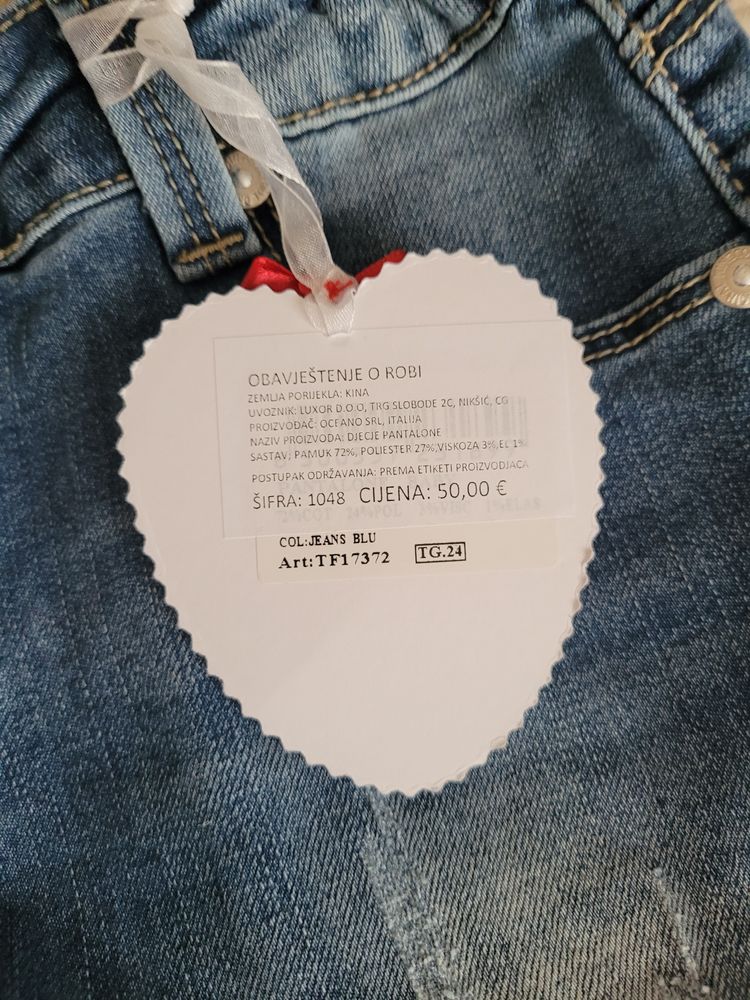 OBAVJEŠTENJE O ROBI
ZEMLJA PORIJEKLA: KINA
UVOZNIK: LUXOR D.O.O, TRG SLOBODE 2C, NIKŠIĆ, CG
PROIZVOĐAČ: OCEANO SRL, ITALIJA
NAZIV PROIZVODA: DJECJE PANTALONE
SASTAV: PAMUK 72%, POLIESTER 27%,VISKOZA 3%,EL 1%
POSTUPAK ODRŽAVANJA: PREMA ETIKETI PROIZVODJACA
ŠIFRA: 1048 CIJENA: 50,00 €
COL:JEANS BLU
Art:TF17372 TG.24